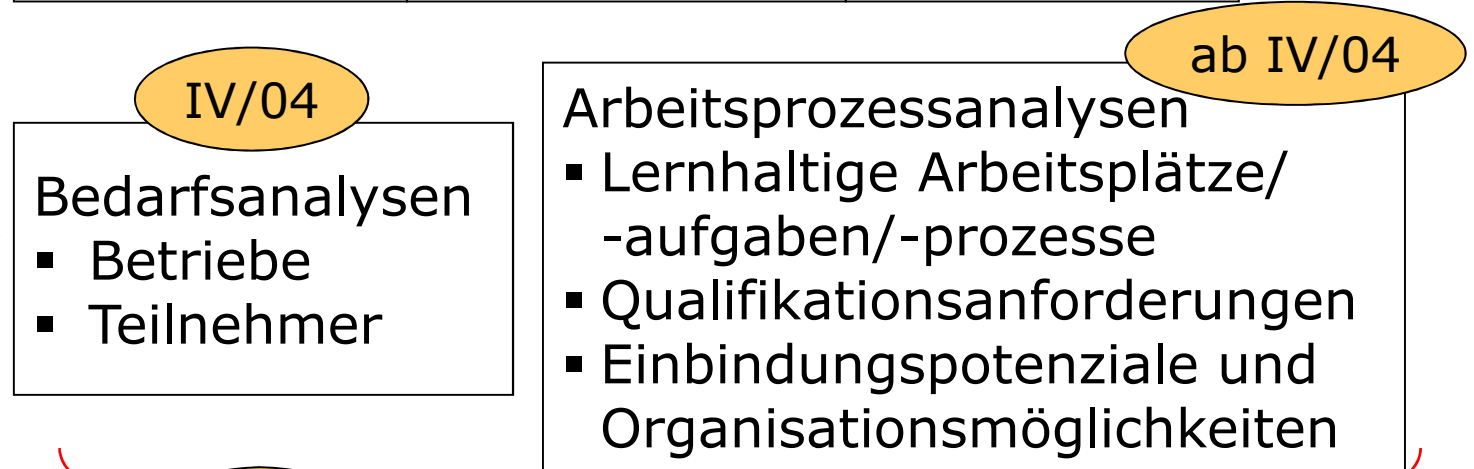 IV/04
Bedarfsanalysen
▪ Betriebe
▪ Teilnehmer
ab IV/04
Arbeitsprozessanalysen
▪ Lernhaltige Arbeitsplätze/
-aufgaben/-prozesse
▪ Qualifikationsanforderungen
▪ Einbindungspotenziale und
Organisationsmöglichkeiten